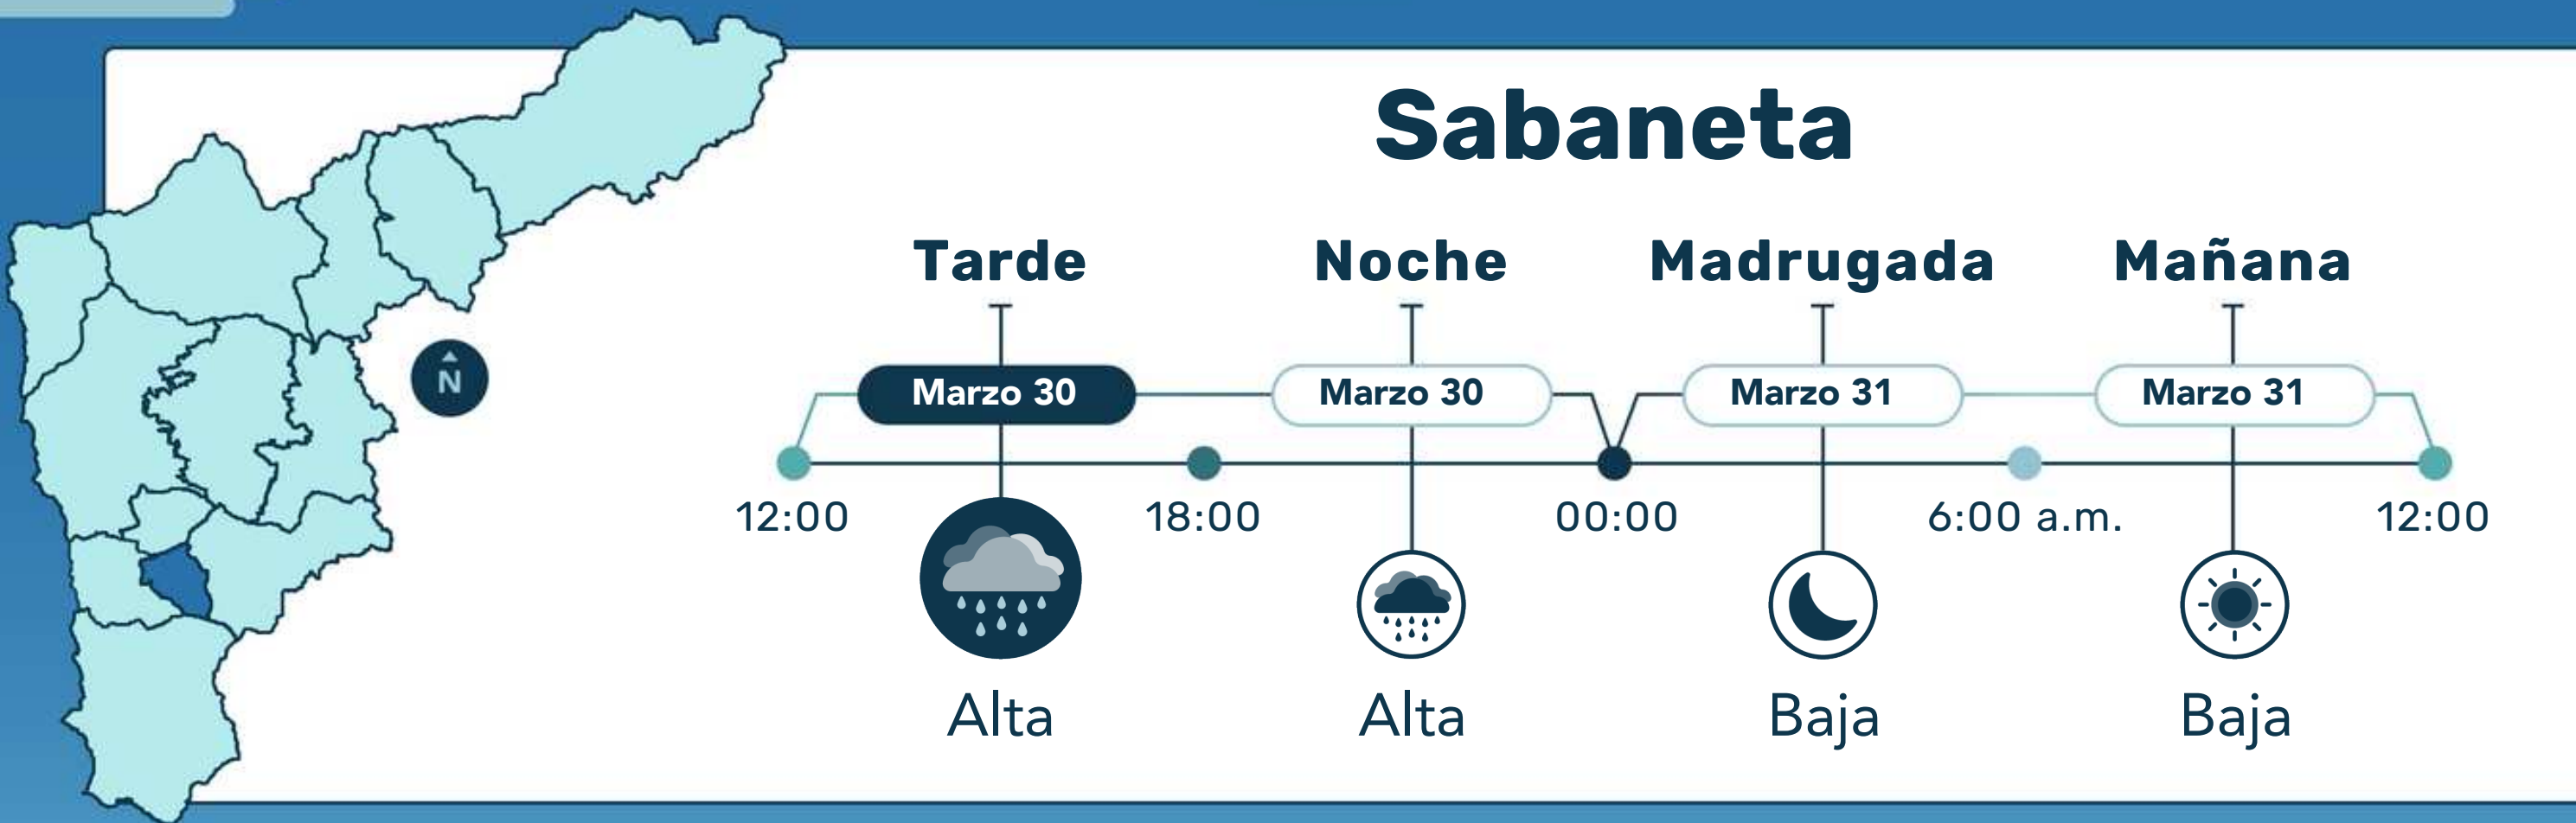 Sabaneta
Tarde Noche Madrugada Mañana
N
Marzo 30 Marzo 30 Marzo 31 Marzo 31
12:00 18:00 00:00 6:00 a.m. 12:00
Alta Alta Baja Baja